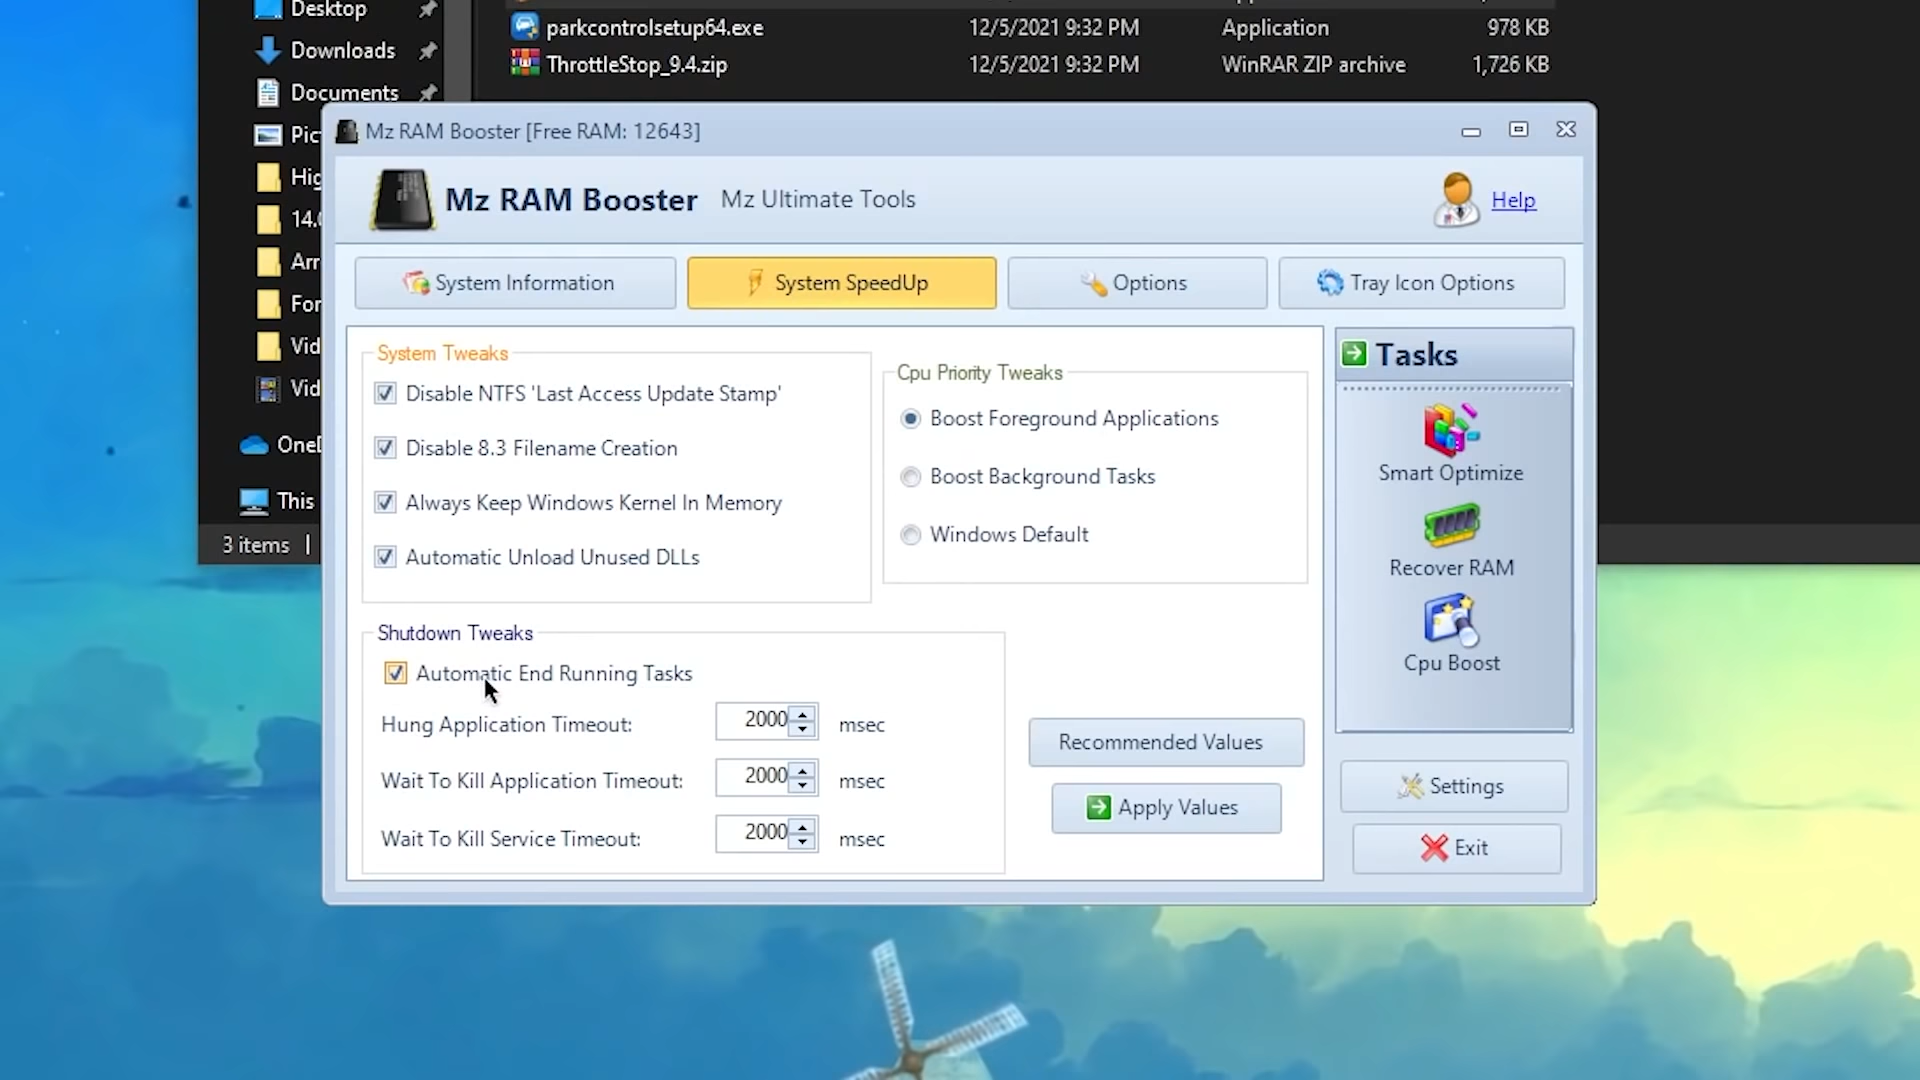 Desktop
parkcontrolsetup64.exe 12/5/2021 9:32 PM Application 978 KB
Downloads
ThrottleStop_9.4.zip 12/5/2021 9:32 PM WinRAR ZIP archive 1,726 KB
Documents
Mz RAM Booster [Free RAM: 12643]
Pic
Hig
Mz RAM Booster Mz Ultimate Tools Help
14.
Arr
System Information System SpeedUp Options Tray Icon Options
For
Vid
Vid
OneD
This
3 items
System Tweaks
Disable NTFS 'Last Access Update Stamp'
Disable 8.3 Filename Creation
Always Keep Windows Kernel In Memory
Automatic Unload Unused DLLs
Cpu Priority Tweaks
Boost Foreground Applications
Boost Background Tasks
Windows Default
Shutdown Tweaks
Automatic End Running Tasks
Hung Application Timeout: 2000 msec
Wait To Kill Application Timeout: 2000 msec
Wait To Kill Service Timeout: 2000 msec
Recommended Values
Apply Values
Tasks
Smart Optimize
Recover RAM
Cpu Boost
Settings
Exit